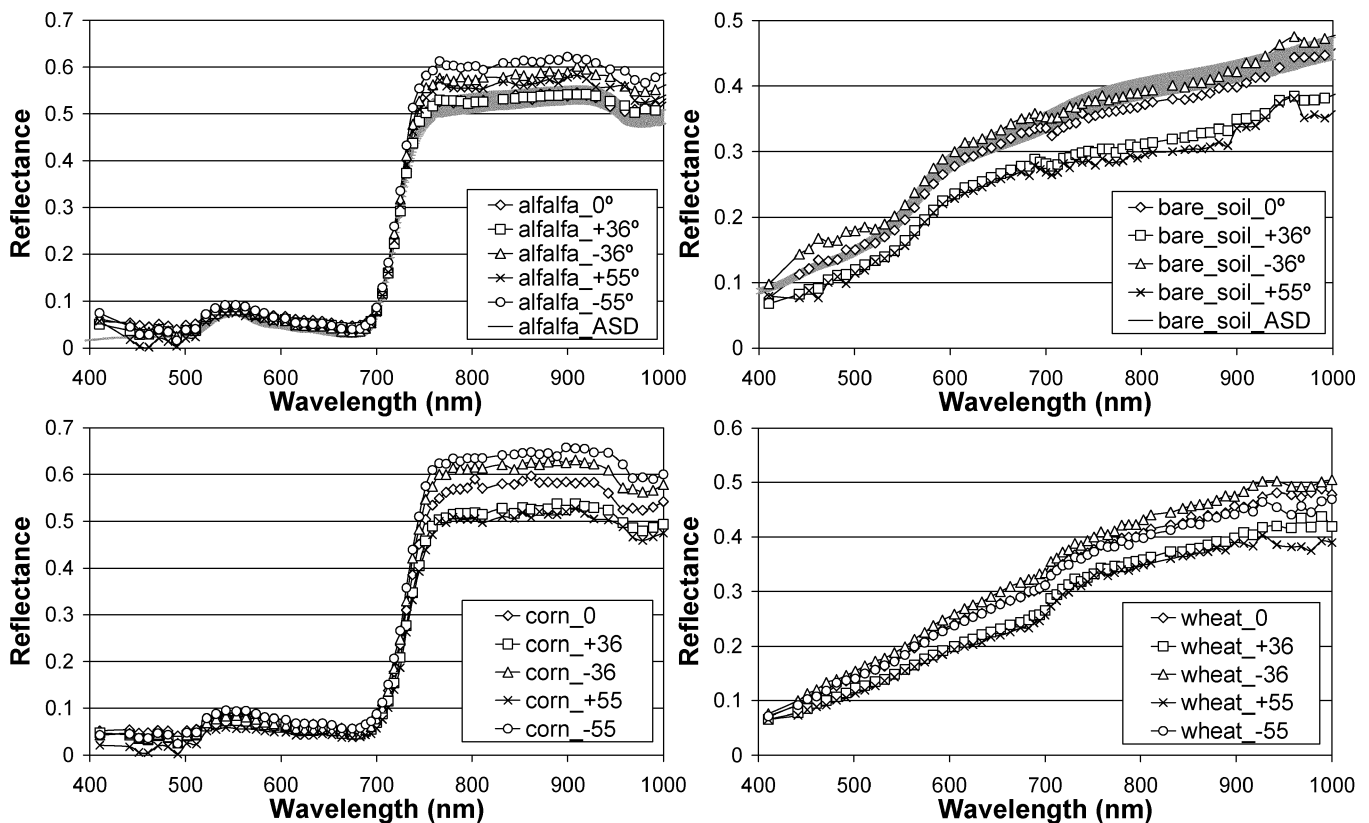 0.7
0.6
0.5
0.4
0.3
0.2
0.1
0
Reflectance
400 500 600 700 800 900 1000
Wavelength (nm)
alfalfa_0º
alfalfa_+36º
alfalfa_-36º
alfalfa_+55º
alfalfa_-55º
alfalfa_ASD
0.5
0.4
0.3
0.2
0.1
0
Reflectance
400 500 600 700 800 900 1000
Wavelength (nm)
bare_soil_0º
bare_soil_+36º
bare_soil_-36º
bare_soil_+55º
bare_soil_ASD
0.7
0.6
0.5
0.4
0.3
0.2
0.1
0
Reflectance
400 500 600 700 800 900 1000
Wavelength (nm)
corn_0
corn_+36
corn_-36
corn_+55
corn_-55
0.6
0.5
0.4
0.3
0.2
0.1
0
Reflectance
400 500 600 700 800 900 1000
Wavelength (nm)
wheat_0
wheat_+36
wheat_-36
wheat_+55
wheat_-55